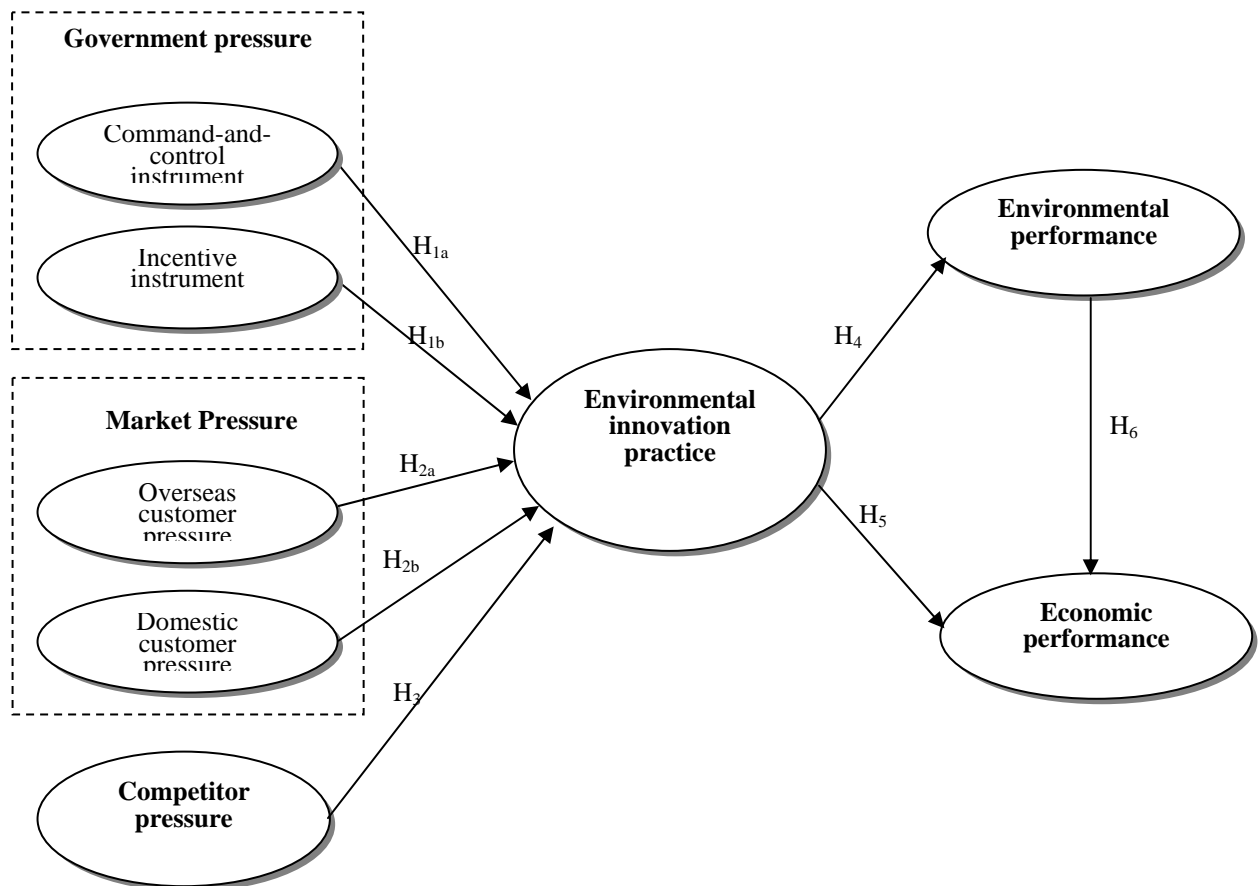 Government pressure
Command-and-
control
instrument
Incentive
instrument
H1a
H1b
Market Pressure
Overseas
customer
pressure
Domestic
customer
pressure
H2a
H2b
H3
Competitor
pressure
Environmental
innovation
practice
H4
H5
Environmental
performance
H6
Economic
performance